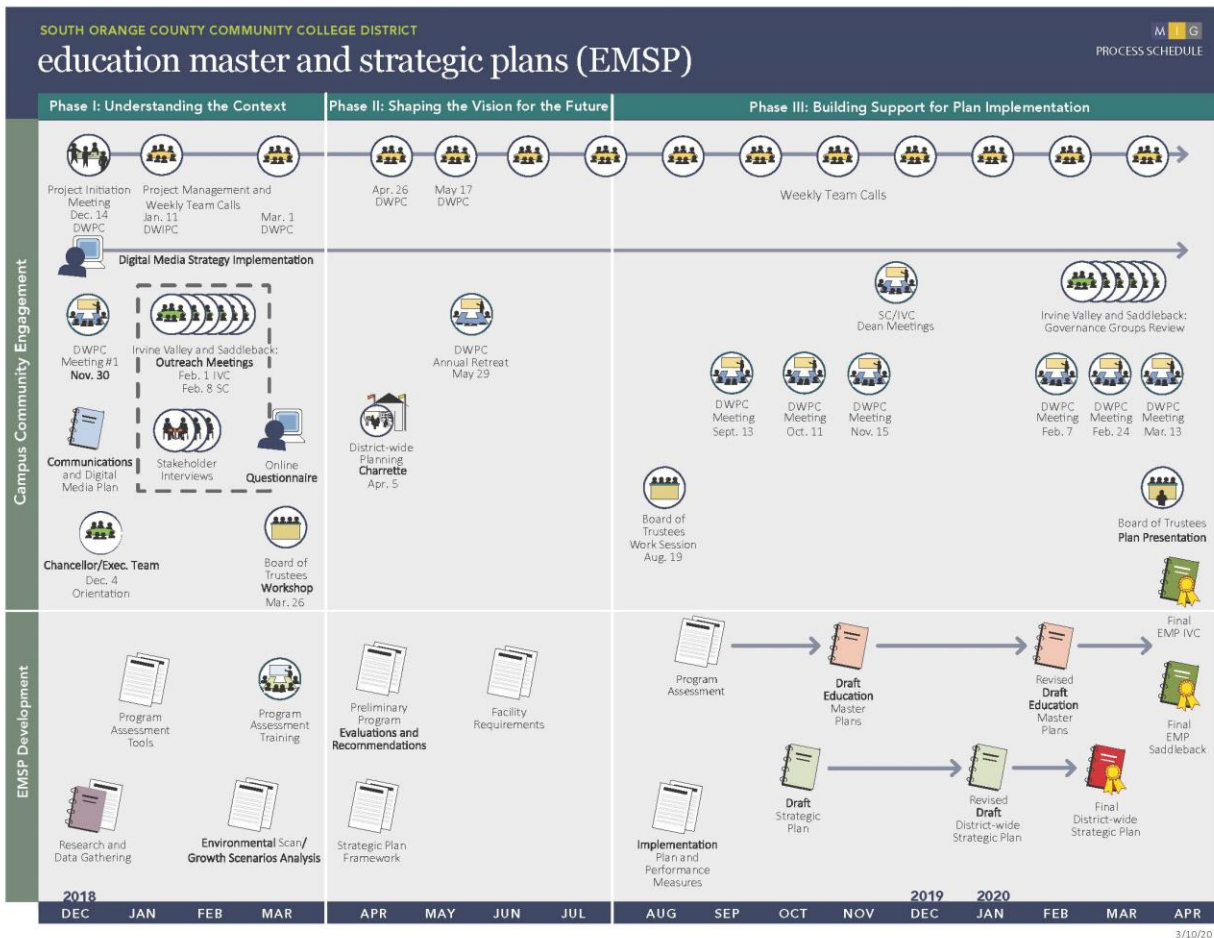 SOUTH ORANGE COUNTY COMMUNITY COLLEGE DISTRICT
education master and strategic plans (EMSP)
M I G
PROCESS SCHEDULE
Phase I: Understanding the Context
Phase II: Shaping the Vision for the Future
Phase III: Building Support for Plan Implementation
Campus Community Engagement
Project Initiation
Meeting
Dec. 14
DWPC
Project Management and
Weekly Team Calls
Jan. 11
DWIPC
Mar. 1
DWPC
Apr. 26
DWPC
May 17
DWPC
Weekly Team Calls
Digital Media Strategy Implementation
DWPC
Meeting #1
Nov. 30
Irvine Valley and Saddleback:
Outreach Meetings
Feb. 1 IVC
Feb. 8 SC
DWPC
Annual Retreat
May 29
SC/IVC
Dean Meetings
Irvine Valley and Saddleback:
Governance Groups Review
DWPC
Meeting
Sept. 13
DWPC
Meeting
Oct. 11
DWPC
Meeting
Nov. 15
DWPC
Meeting
Feb. 7
DWPC
Meeting
Feb. 24
DWPC
Meeting
Mar. 13
Communications
and Digital
Media Plan
Stakeholder
Interviews
Online
Questionnaire
District-wide
Planning
Charrette
Apr. 5
Chancellor/Exec. Team
Dec. 4
Orientation
Board of
Trustees
Workshop
Mar. 26
Board of
Trustees
Work Session
Aug. 19
Board of Trustees
Plan Presentation
Final
EMP IVC
EMSP Development
Program
Assessment
Tools
Program
Assessment
Training
Preliminary
Program
Evaluations and
Recommendations
Facility
Requirements
Program
Assessment
Draft
Education
Master
Plans
Revised
Draft
Education
Master
Plans
Final
EMP
Saddleback
Research and
Data Gathering
Environmental Scan/
Growth Scenarios Analysis
Strategic Plan
Framework
Implementation
Plan and
Performance
Measures
Draft
Strategic
Plan
Revised
Draft
District-wide
Strategic Plan
Final
District-wide
Strategic Plan
2018
2019
2020
DEC JAN FEB MAR APR MAY JUN JUL AUG SEP OCT NOV DEC JAN FEB MAR APR
3/10/20